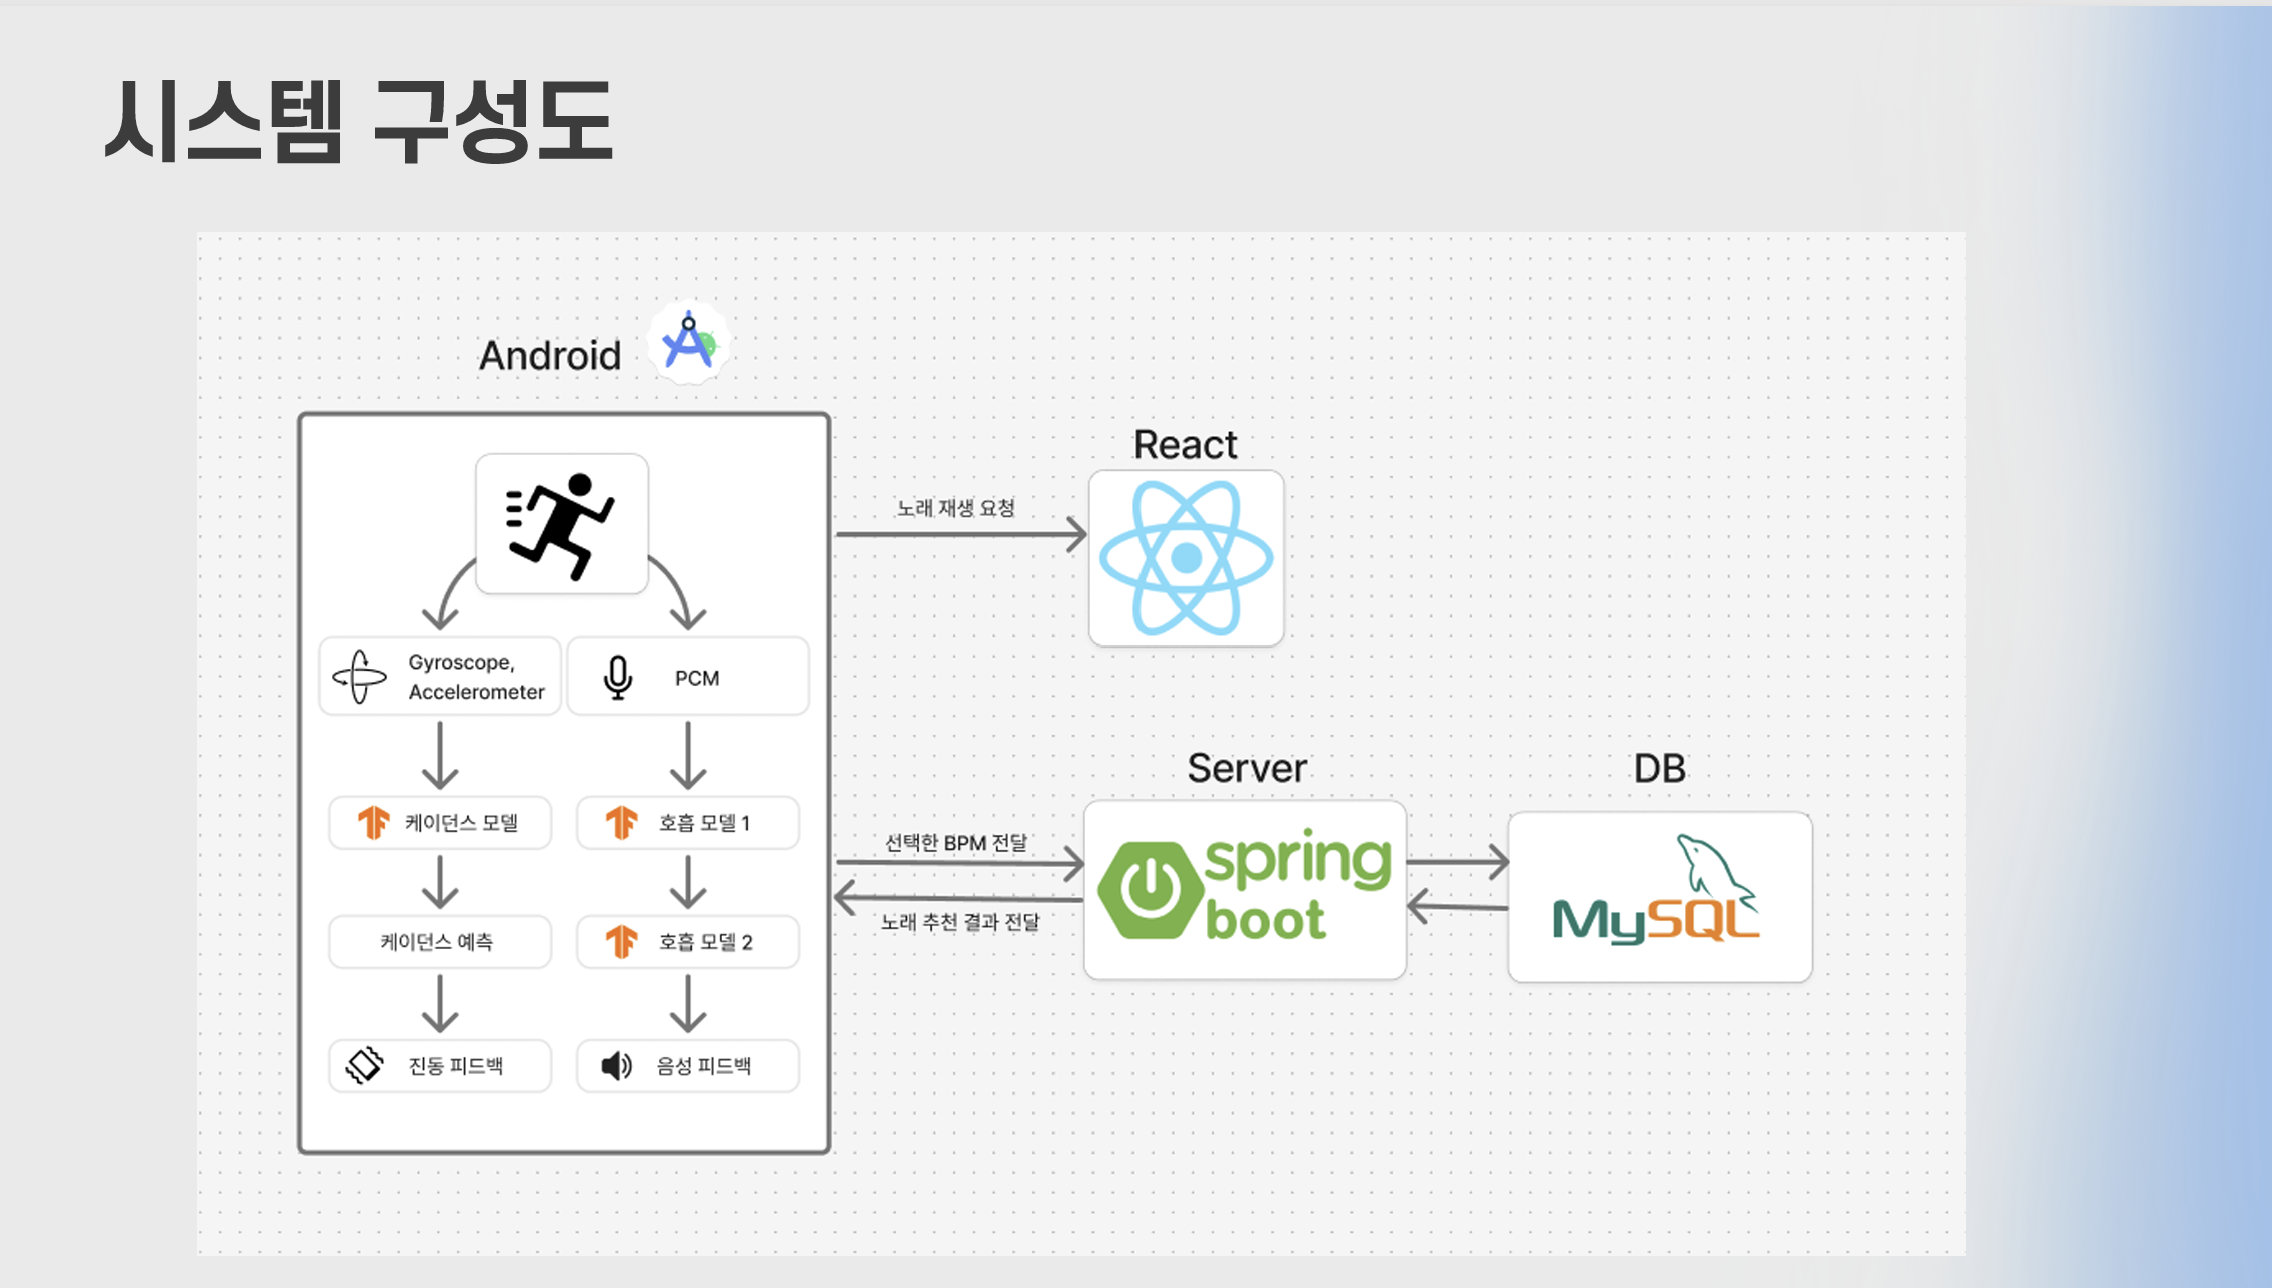 시스템 구성도
Android
React
노래 재생 요청
Gyroscope,
Accelerometer
PCM
케이던스 모델
호흡 모델 1
케이던스 예측
호흡 모델 2
진동 피드백
음성 피드백
Server
DB
선택한 BPM 전달
노래 추천 결과 전달
spring
boot
MySQL